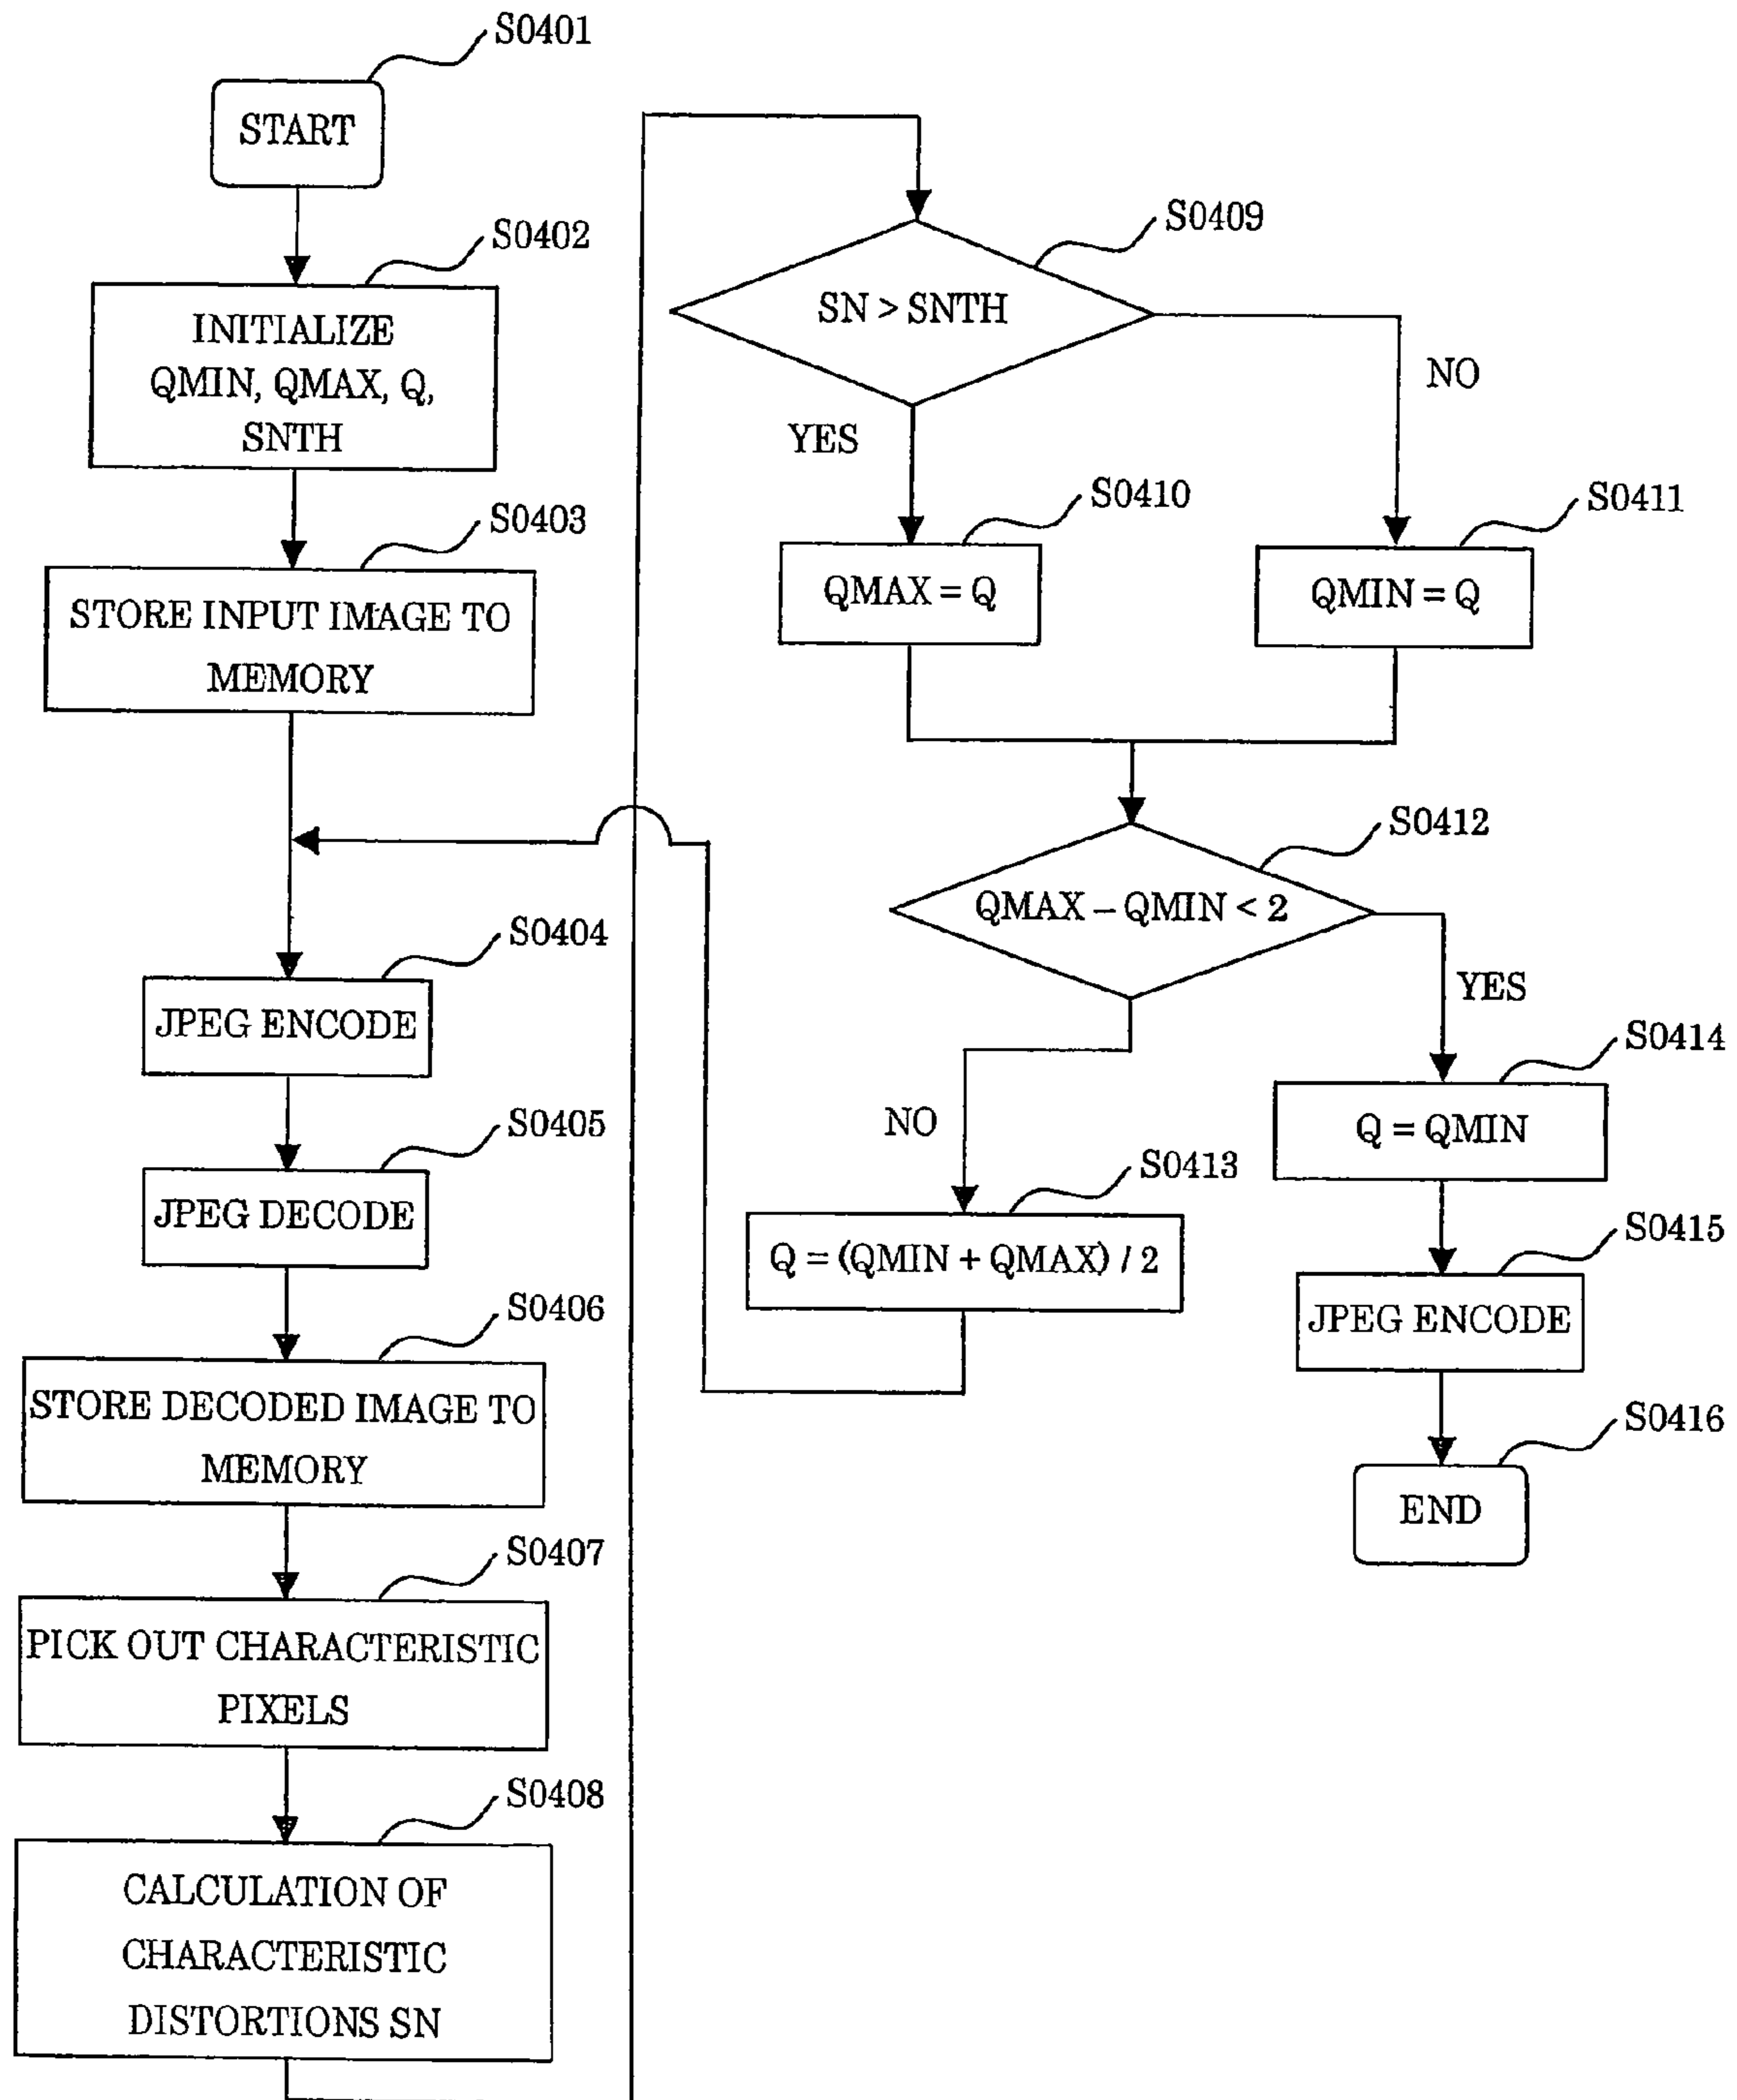 S0401
START
S0402
INITIALIZE
QMIN, QMAX, Q,
SNTH
S0403
STORE INPUT IMAGE TO
MEMORY
S0404
JPEG ENCODE
S0405
JPEG DECODE
S0406
STORE DECODED IMAGE TO
MEMORY
S0407
PICK OUT CHARACTERISTIC
PIXELS
S0408
CALCULATION OF
CHARACTERISTIC
DISTORTIONS SN
S0409
SN > SNTH
NO
YES
S0410
QMAX = Q
S0411
QMIN = Q
S0412
QMAX – QMIN < 2
YES
NO
S0413
Q = (QMIN + QMAX) / 2
S0414
Q = QMIN
S0415
JPEG ENCODE
S0416
END